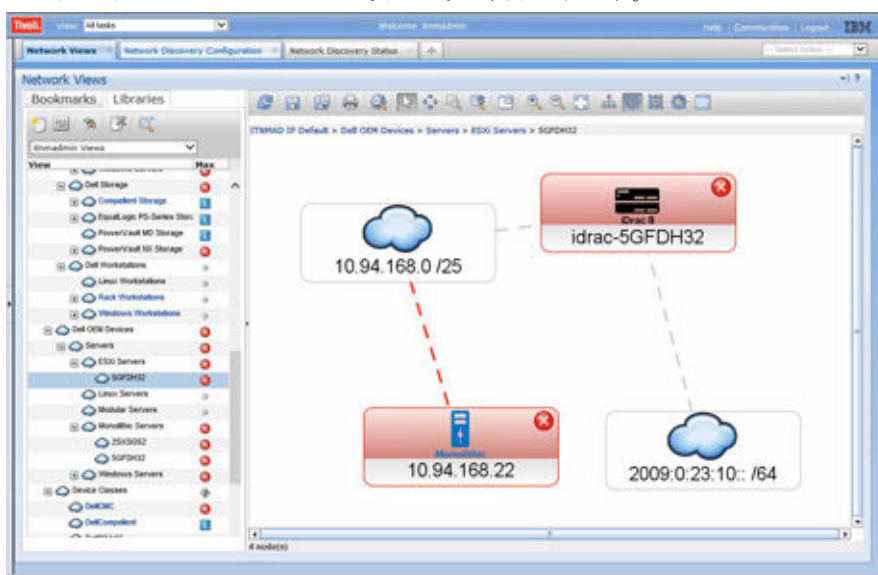 Tivoli. View: All tasks Welcome itnmadmin Help Communities Logout IBM
Network Views Network Discovery Configuration Network Discovery Status
Network Views
Bookmarks Libraries
itnmadmin Views
ITNMAD IP Default > Dell OEM Devices > Servers > ESXi Servers > 5GFDH32
View Max
Dell Storage
Compellent Storage
EqualLogic PS-Series Stor
PowerVault MD Storage
PowerVault NX Storage
Dell Workstations
Linux Workstations
Rack Workstations
Windows Workstations
Dell OEM Devices
Servers
ESXi Servers
5GFDH32
Linux Servers
Modular Servers
Monolithic Servers
5GFDH32
Windows Servers
Device Classes
DellCMC
DellCompellent
10.94.168.0 /25
iDrac 8
idrac-5GFDH32
Monolithic
10.94.168.22
2009:0:23:10:: /64
4 node(s)